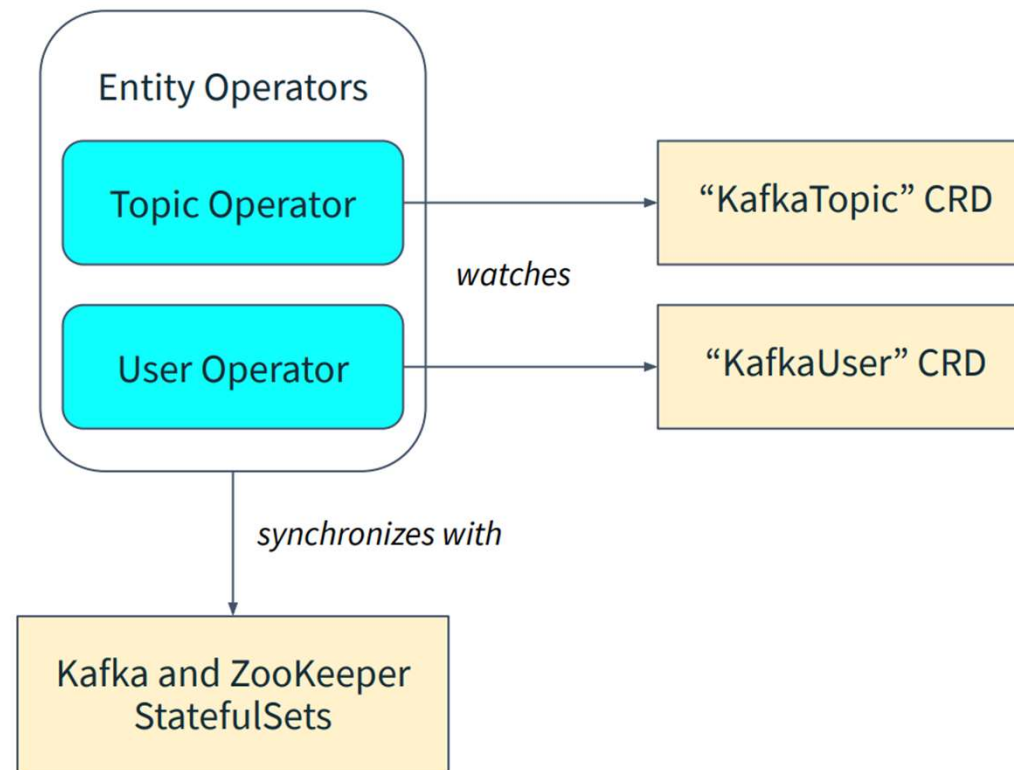 Entity Operators
Topic Operator
“KafkaTopic” CRD
watches
User Operator
“KafkaUser” CRD
synchronizes with
Kafka and ZooKeeper
StatefulSets